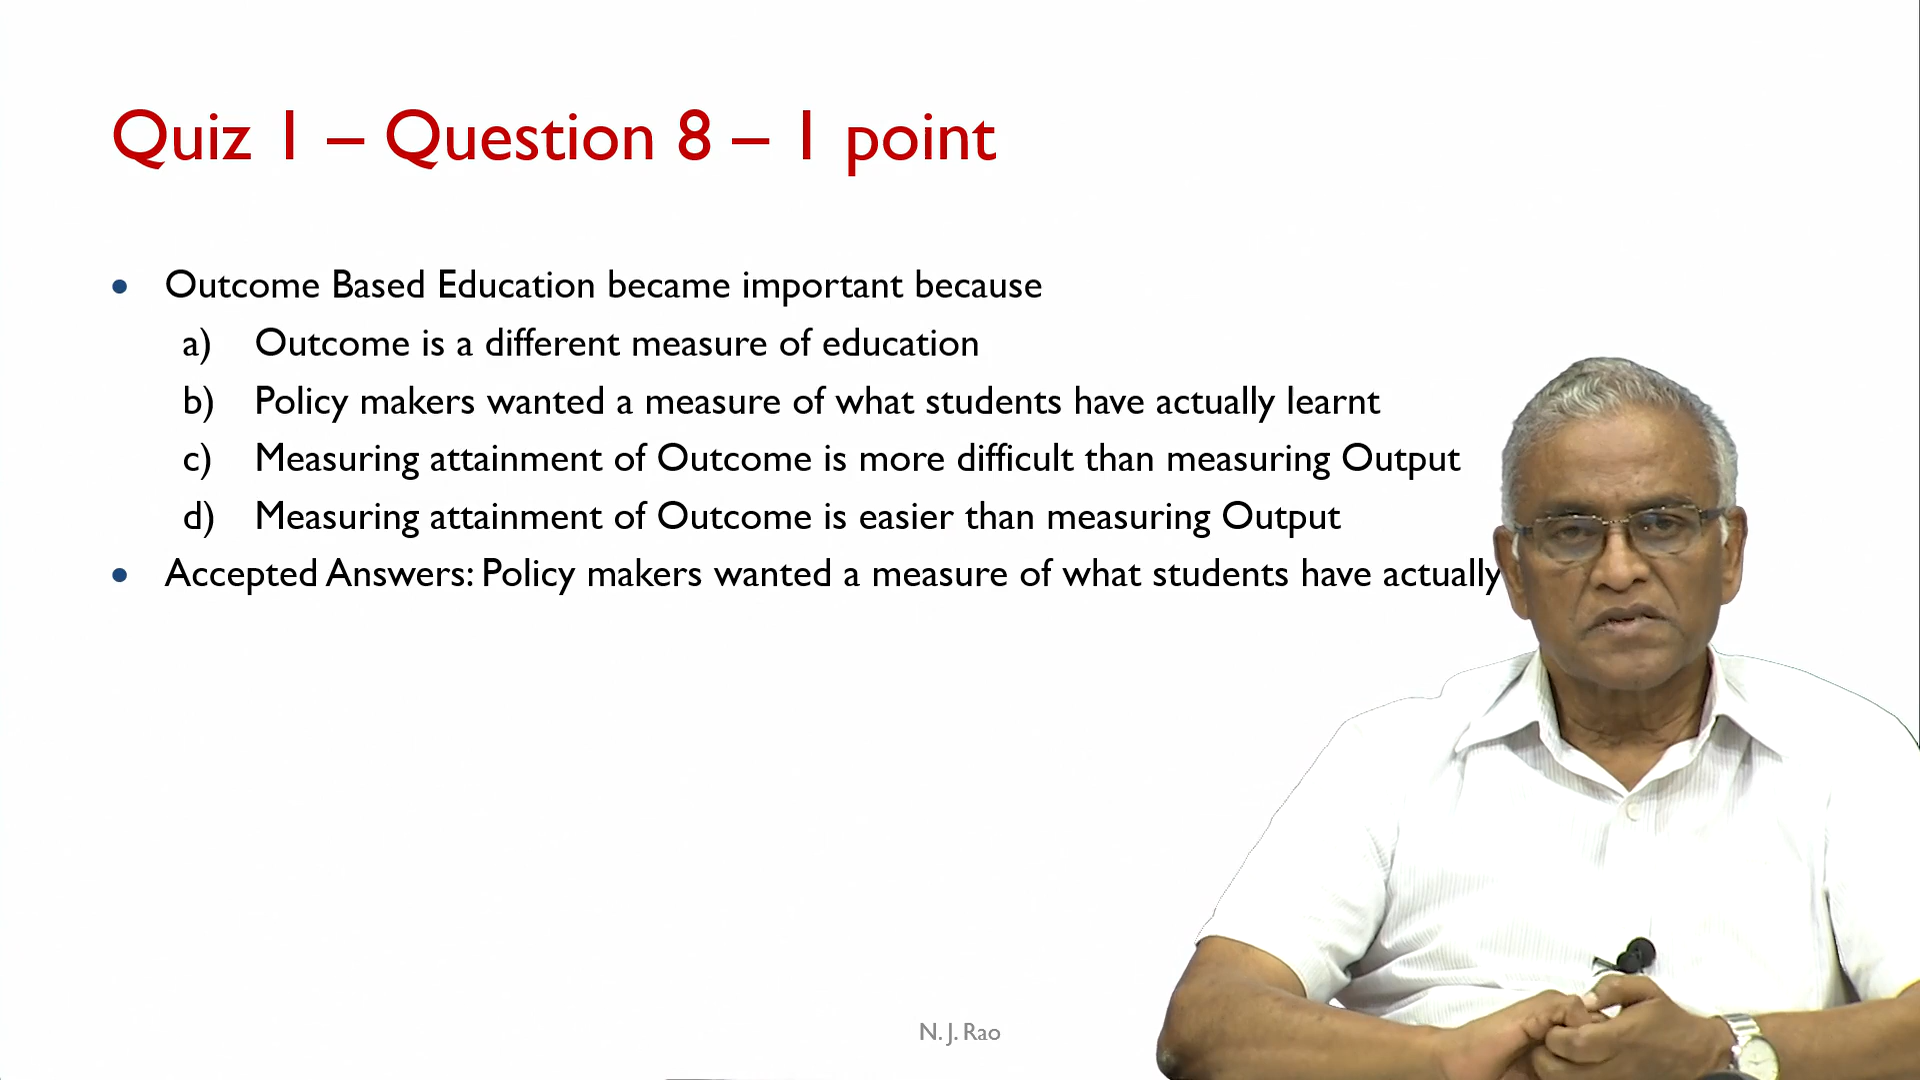 Quiz 1 – Question 8 – 1 point
• Outcome Based Education became important because
a) Outcome is a different measure of education
b) Policy makers wanted a measure of what students have actually learnt
c) Measuring attainment of Outcome is more difficult than measuring Output
d) Measuring attainment of Outcome is easier than measuring Output
• Accepted Answers: Policy makers wanted a measure of what students have actually
N. J. Rao